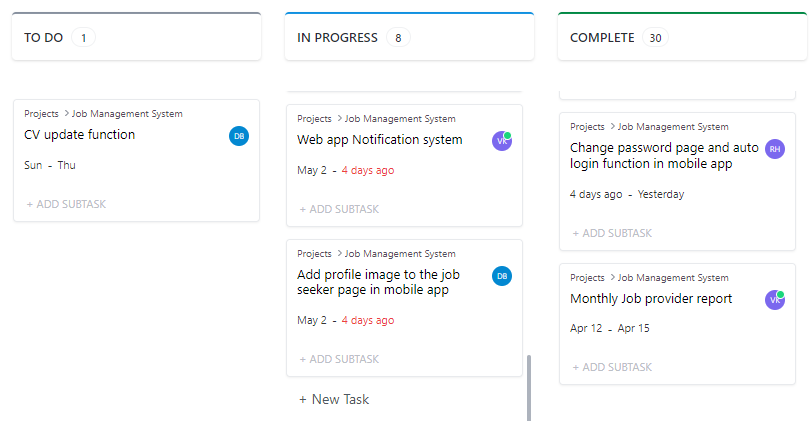 TO DO 1
Projects > Job Management System
CV update function
DB
Sun - Thu
+ ADD SUBTASK
IN PROGRESS 8
Projects > Job Management System
Web app Notification system
VK
May 2 - 4 days ago
+ ADD SUBTASK
Projects > Job Management System
Add profile image to the job
seeker page in mobile app
DB
May 2 - 4 days ago
+ ADD SUBTASK
+ New Task
COMPLETE 30
Projects > Job Management System
Change password page and auto
login function in mobile app
RH
4 days ago - Yesterday
+ ADD SUBTASK
Projects > Job Management System
Monthly Job provider report
VK
Apr 12 - Apr 15
+ ADD SUBTASK